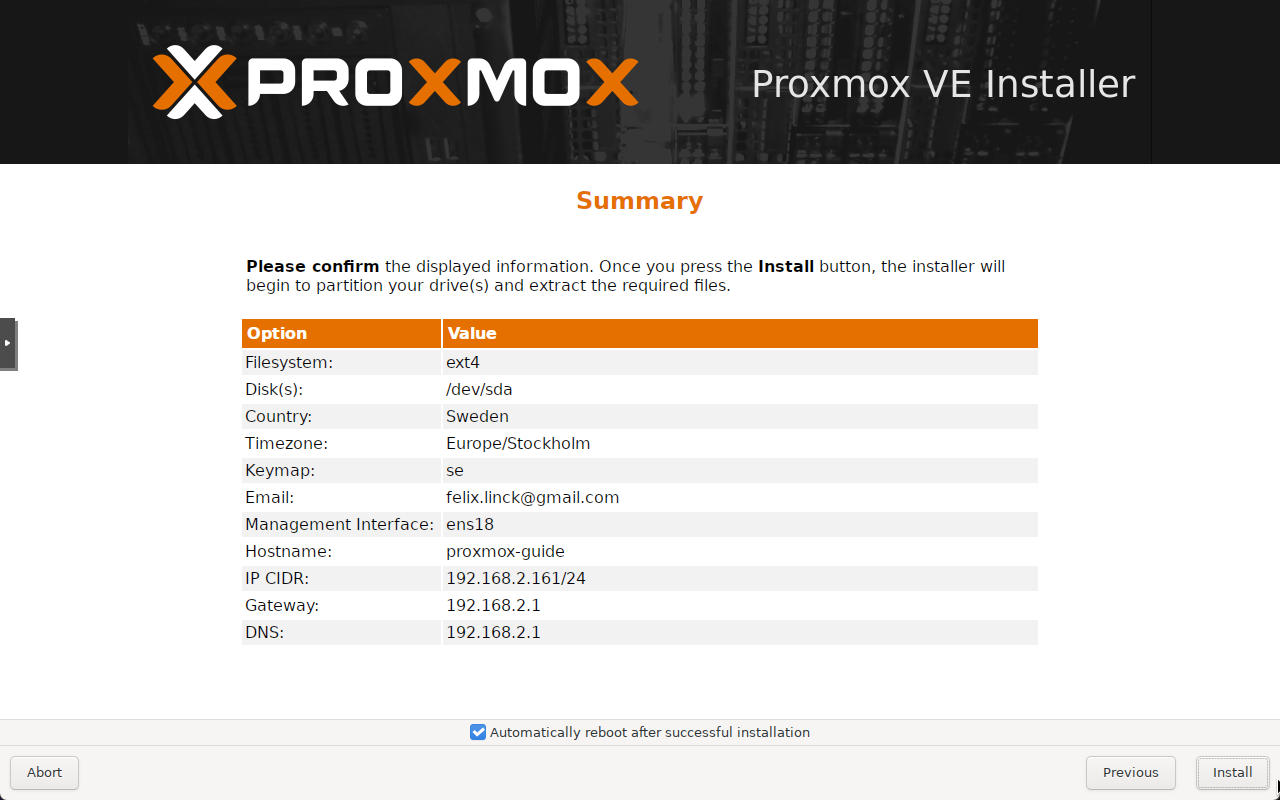 PROXMOX
Proxmox VE Installer
Summary
Please confirm the displayed information. Once you press the Install button, the installer will
begin to partition your drive(s) and extract the required files.
Option Value
Filesystem: ext4
Disk(s): /dev/sda
Country: Sweden
Timezone: Europe/Stockholm
Keymap: se
Email: felix.linck@gmail.com
Management Interface: ens18
Hostname: proxmox-guide
IP CIDR: 192.168.2.161/24
Gateway: 192.168.2.1
DNS: 192.168.2.1
Automatically reboot after successful installation
Abort Previous Install